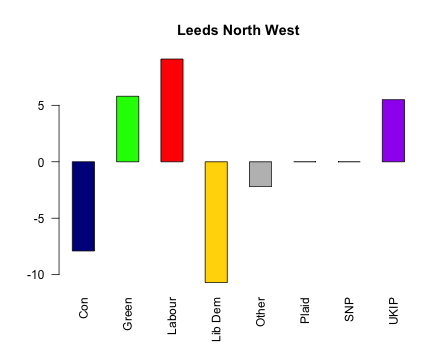 Leeds North West
5
0
-5
-10
Con
Green
Labour
Lib Dem
Other
Plaid
SNP
UKIP